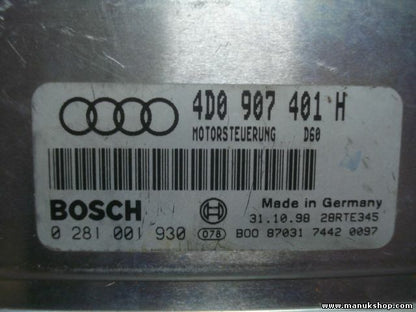 4D0 907 401 H
MOTORSTEUERUNG D60
BOSCH
Made in Germany
31.10.98 28RTE345
0 281 001 930 078 B00 87031 7442 0097
www.manukshop.com